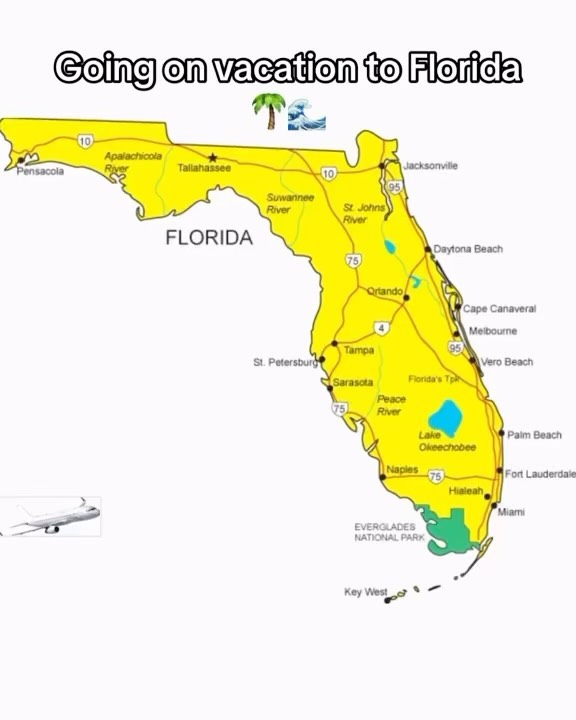 Going on vacation to Florida
🌴🌊
10
Apalachicola
River
Pensacola
Tallahassee
10
Jacksonville
95
Suwannee
River
St. Johns
River
FLORIDA
Daytona Beach
75
Orlando
Cape Canaveral
4
Melbourne
95
Tampa
St. Petersburg
Vero Beach
Sarasota
Florida's Tpk
75
Peace
River
Lake
Okeechobee
Palm Beach
Naples
75
Fort Lauderdale
Hialeah
Miami
EVERGLADES
NATIONAL PARK
Key West